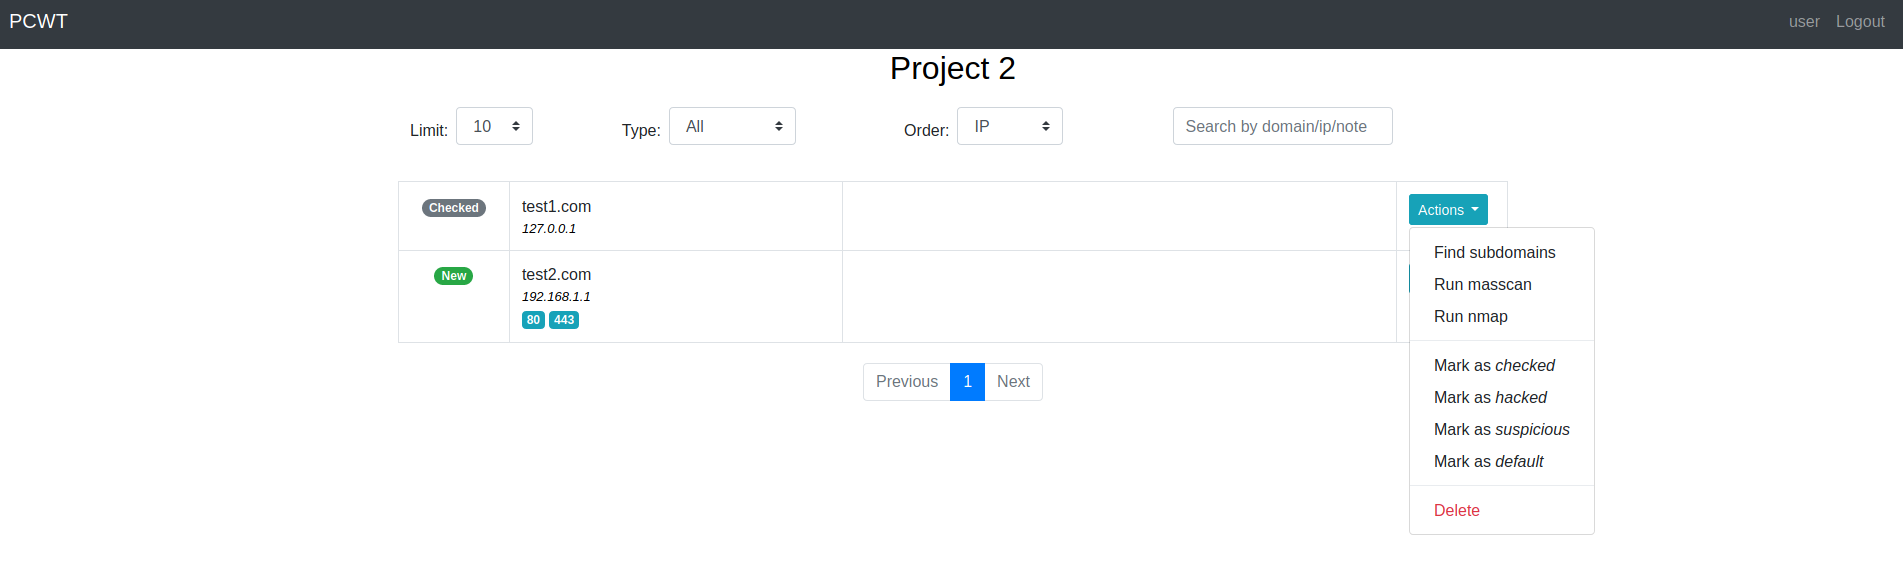 PCWT user Logout
Project 2
Limit: 10 Type: All Order: IP Search by domain/ip/note
Checked test1.com Actions
127.0.0.1
New test2.com
192.168.1.1
80 443
Find subdomains
Run masscan
Run nmap
Mark as checked
Mark as hacked
Mark as suspicious
Mark as default
Delete
Previous 1 Next